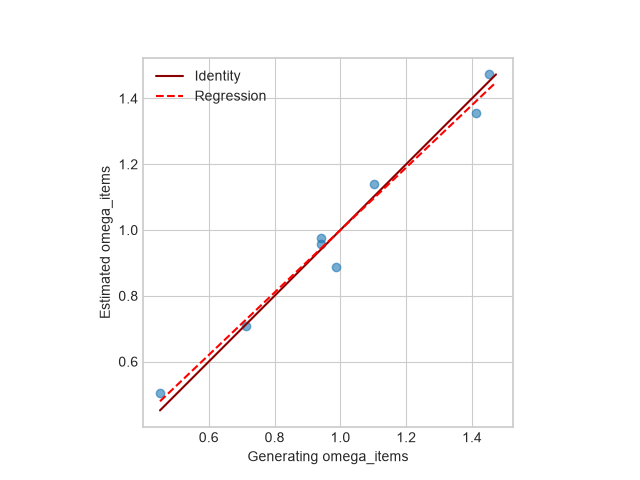 Identity
Regression
1.4
1.2
1.0
0.8
0.6
Estimated omega_items
0.6 0.8 1.0 1.2 1.4
Generating omega_items